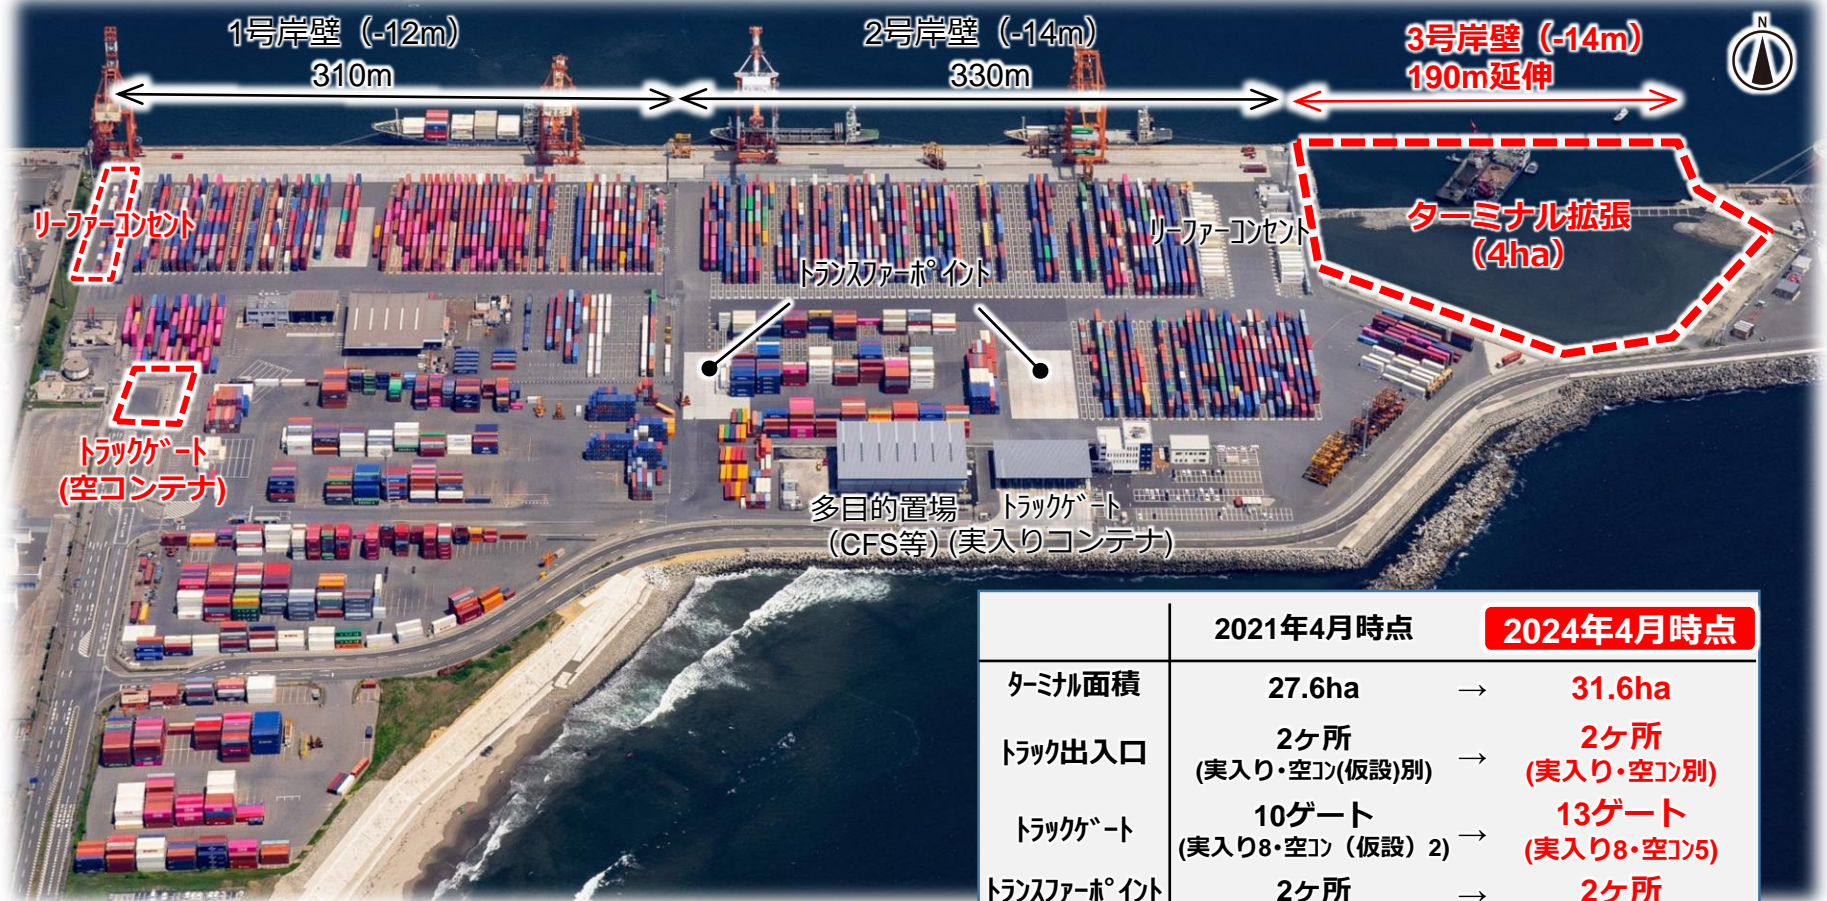 1号岸壁（-12m）
310m
2号岸壁（-14m）
330m
3号岸壁（-14m）
190m延伸
N
リーファーコンセント
リーファーコンセント
ターミナル拡張
（4ha）
トランスファーポイント
トラックゲート
(空コンテナ)
多目的置場
（CFS等）
トラックゲート
(実入りコンテナ)
2021年4月時点 2024年4月時点
ターミナル面積 27.6ha → 31.6ha
トラック出入口 2ヶ所 → 2ヶ所
(実入り・空コン(仮設)別) (実入り・空コン別)
トラックゲート 10ゲート → 13ゲート
(実入り8・空コン（仮設）2) (実入り8・空コン5)
トランスファーポイント 2ヶ所 → 2ヶ所